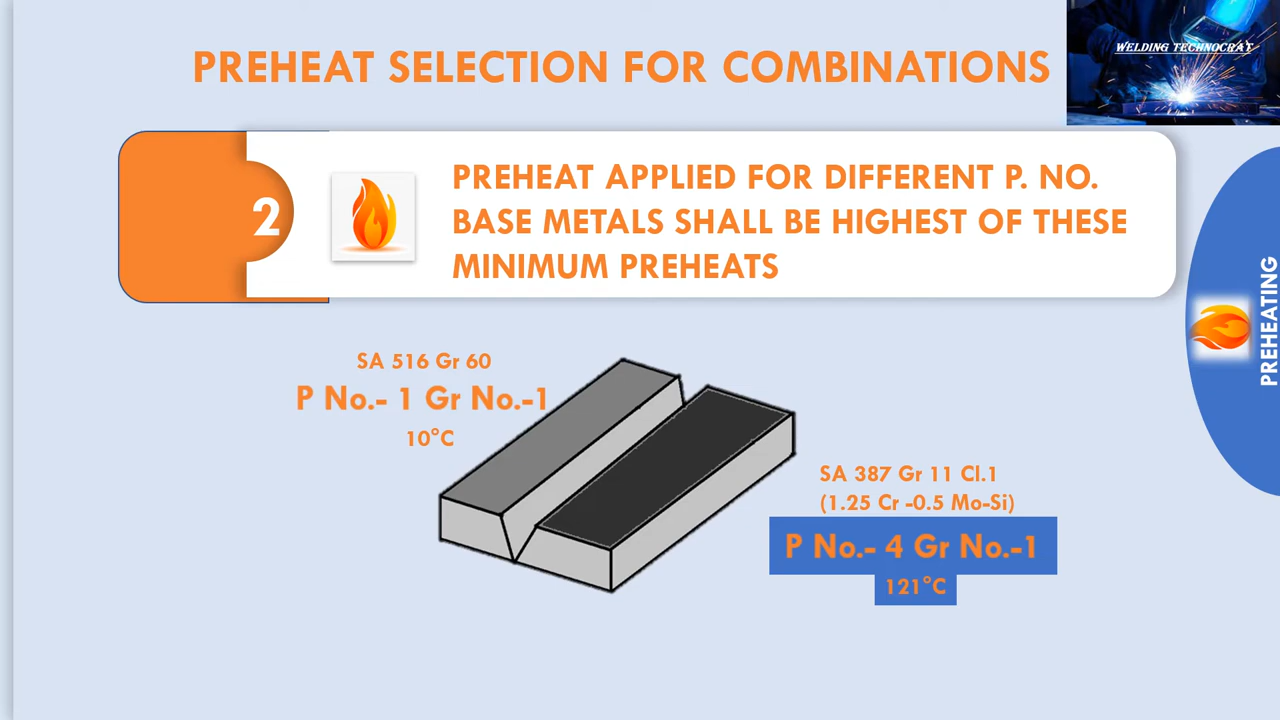 PREHEAT SELECTION FOR COMBINATIONS
WELDING TECHNOCRAT
2
PREHEAT APPLIED FOR DIFFERENT P. NO.
BASE METALS SHALL BE HIGHEST OF THESE
MINIMUM PREHEATS
PREHEATING
SA 516 Gr 60
P No.- 1 Gr No.-1
10°C
SA 387 Gr 11 Cl.1
(1.25 Cr -0.5 Mo-Si)
P No.- 4 Gr No.-1
121°C